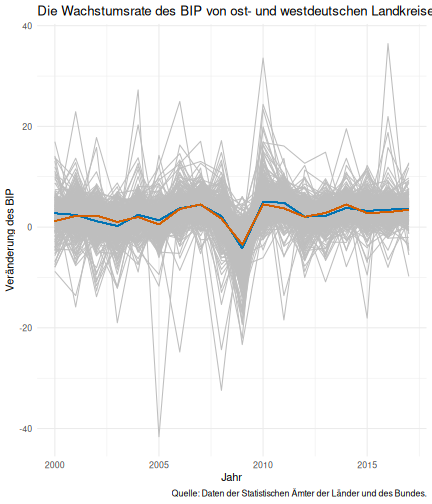 Die Wachstumsrate des BIP von ost- und westdeutschen Landkreise
40
20
0
-20
-40
Veränderung des BIP
2000 2005 2010 2015
Jahr
Quelle: Daten der Statistischen Ämter der Länder und des Bundes.